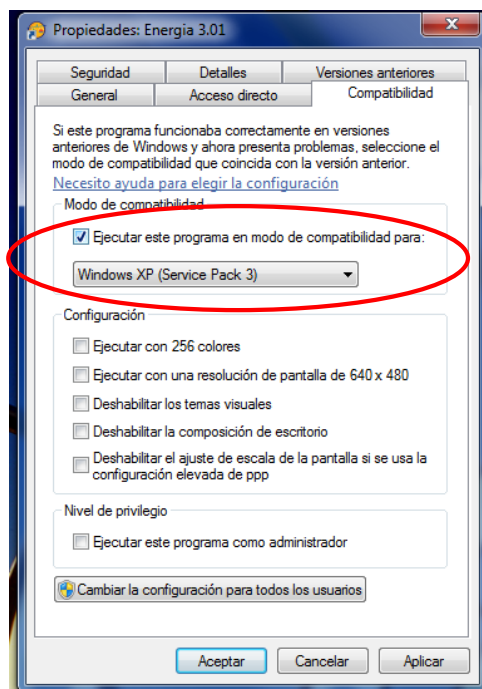 Propiedades: Energia 3.01
Seguridad
Detalles
Versiones anteriores
General
Acceso directo
Compatibilidad
Si este programa funcionaba correctamente en versiones
anteriores de Windows y ahora presenta problemas, seleccione el
modo de compatibilidad que coincida con la versión anterior.
Necesito ayuda para elegir la configuración
Modo de compatibilidad
Ejecutar este programa en modo de compatibilidad para:
Windows XP (Service Pack 3)
Configuración
Ejecutar con 256 colores
Ejecutar con una resolución de pantalla de 640 x 480
Deshabilitar los temas visuales
Deshabilitar la composición de escritorio
Deshabilitar el ajuste de escala de la pantalla si se usa la
configuración elevada de ppp
Nivel de privilegio
Ejecutar este programa como administrador
Cambiar la configuración para todos los usuarios
Aceptar
Cancelar
Aplicar